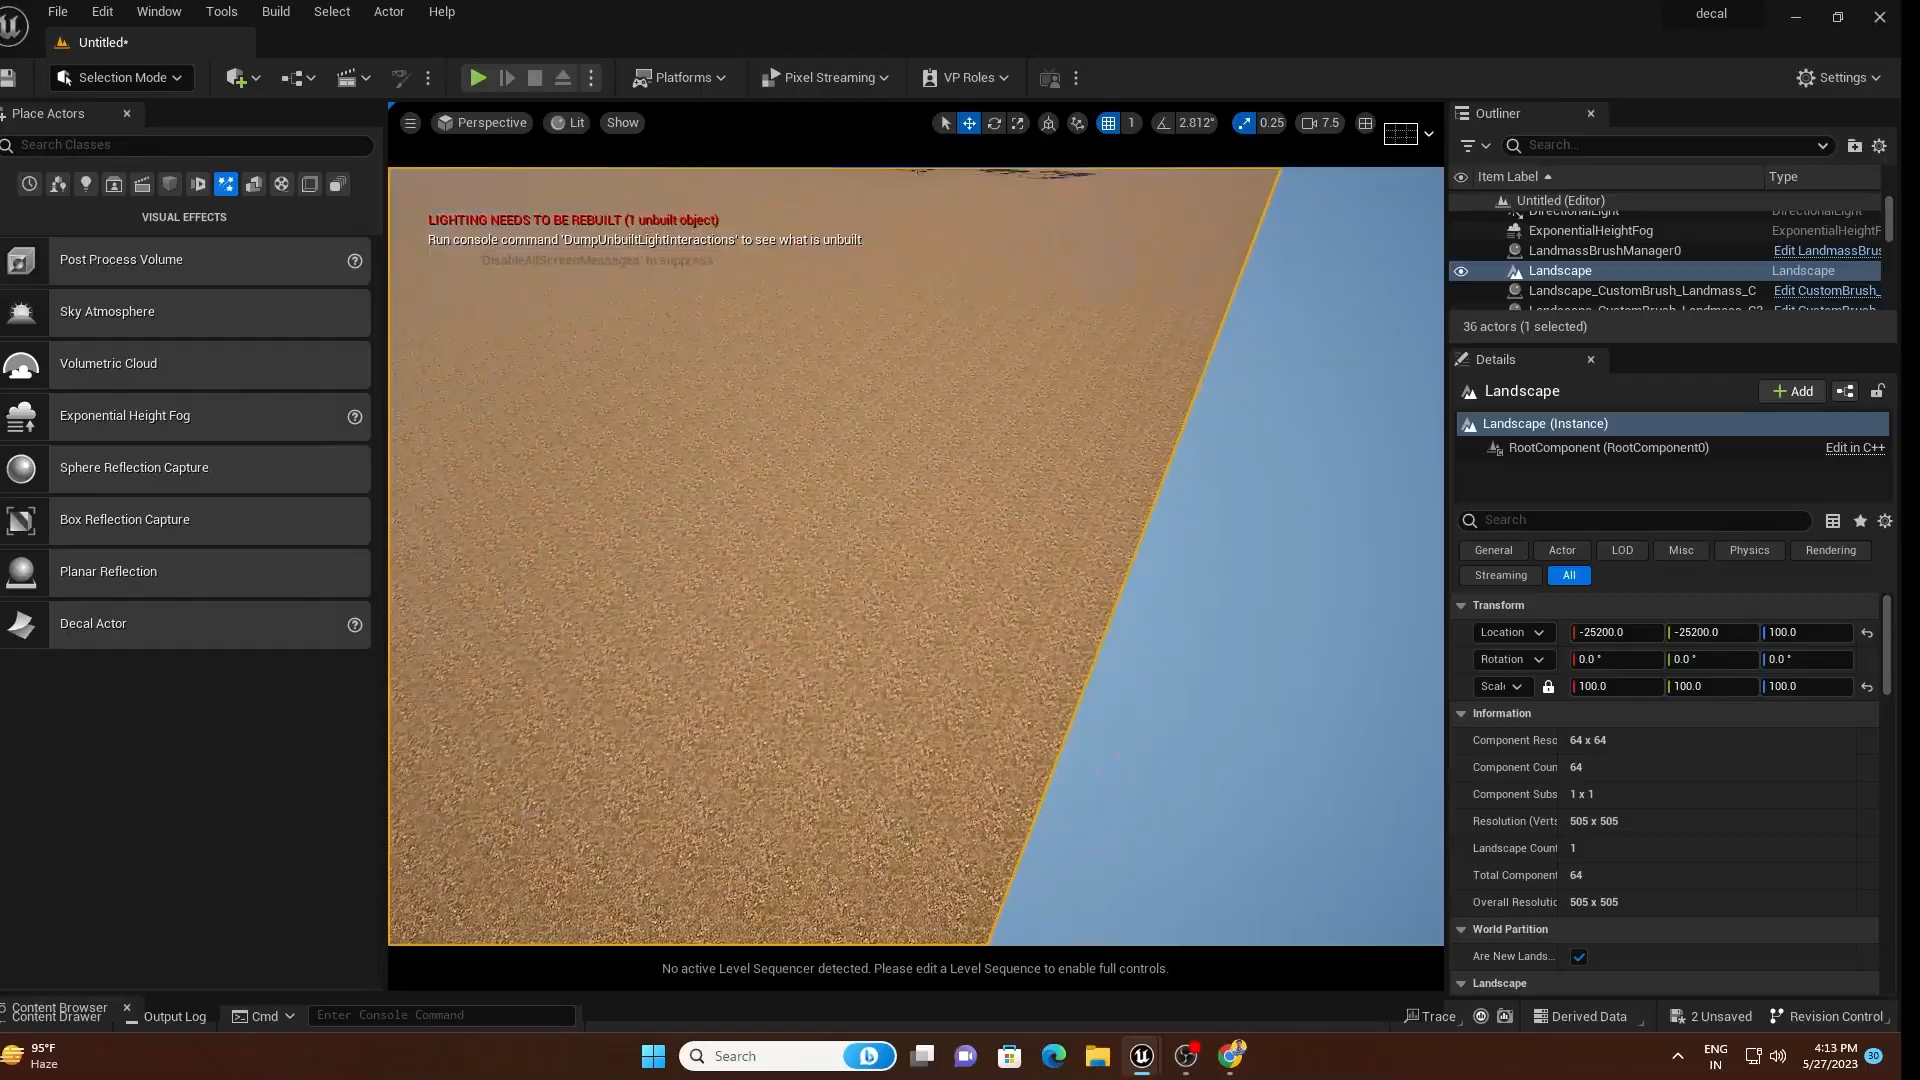 File Edit Window Tools Build Select Actor Help
decal
Untitled*
Selection Mode
Platforms
Pixel Streaming
VP Roles
Settings
Place Actors
Search Classes
VISUAL EFFECTS
Post Process Volume
Sky Atmosphere
Volumetric Cloud
Exponential Height Fog
Sphere Reflection Capture
Box Reflection Capture
Planar Reflection
Decal Actor
Perspective Lit Show
1 2.812° 0.25 7.5
LIGHTING NEEDS TO BE REBUILT (1 unbuilt object)
Run console command 'DumpUnbuiltLightInteractions' to see what is unbuilt
'DisableAllScreenMessages' to suppress
No active Level Sequencer detected. Please edit a Level Sequence to enable full controls.
Outliner
Search...
Item Label Type
Untitled (Editor)
DirectionalLight DirectionalLight
ExponentialHeightFog ExponentialHeightF
LandmassBrushManager0 Edit LandmassBrus
Landscape Landscape
Landscape_CustomBrush_Landmass_C Edit CustomBrush_
Landscape_CustomBrush_Landmass_C2 Edit CustomBrush
36 actors (1 selected)
Details
Landscape
Add
Landscape (Instance)
RootComponent (RootComponent0) Edit in C++
Search
General Actor LOD Misc Physics Rendering
Streaming All
Transform
Location -25200.0 -25200.0 100.0
Rotation 0.0 ° 0.0 ° 0.0 °
Scale 100.0 100.0 100.0
Information
Component Reso 64 x 64
Component Coun 64
Component Subs 1 x 1
Resolution (Verts 505 x 505
Landscape Count 1
Total Component 64
Overall Resolutio 505 x 505
World Partition
Are New Lands...
Landscape
Content Browser
Content Drawer
Output Log
Cmd
Enter Console Command
Trace
Derived Data
2 Unsaved
Revision Control
95°F
Haze
Search
ENG
IN
4:13 PM
5/27/2023
30